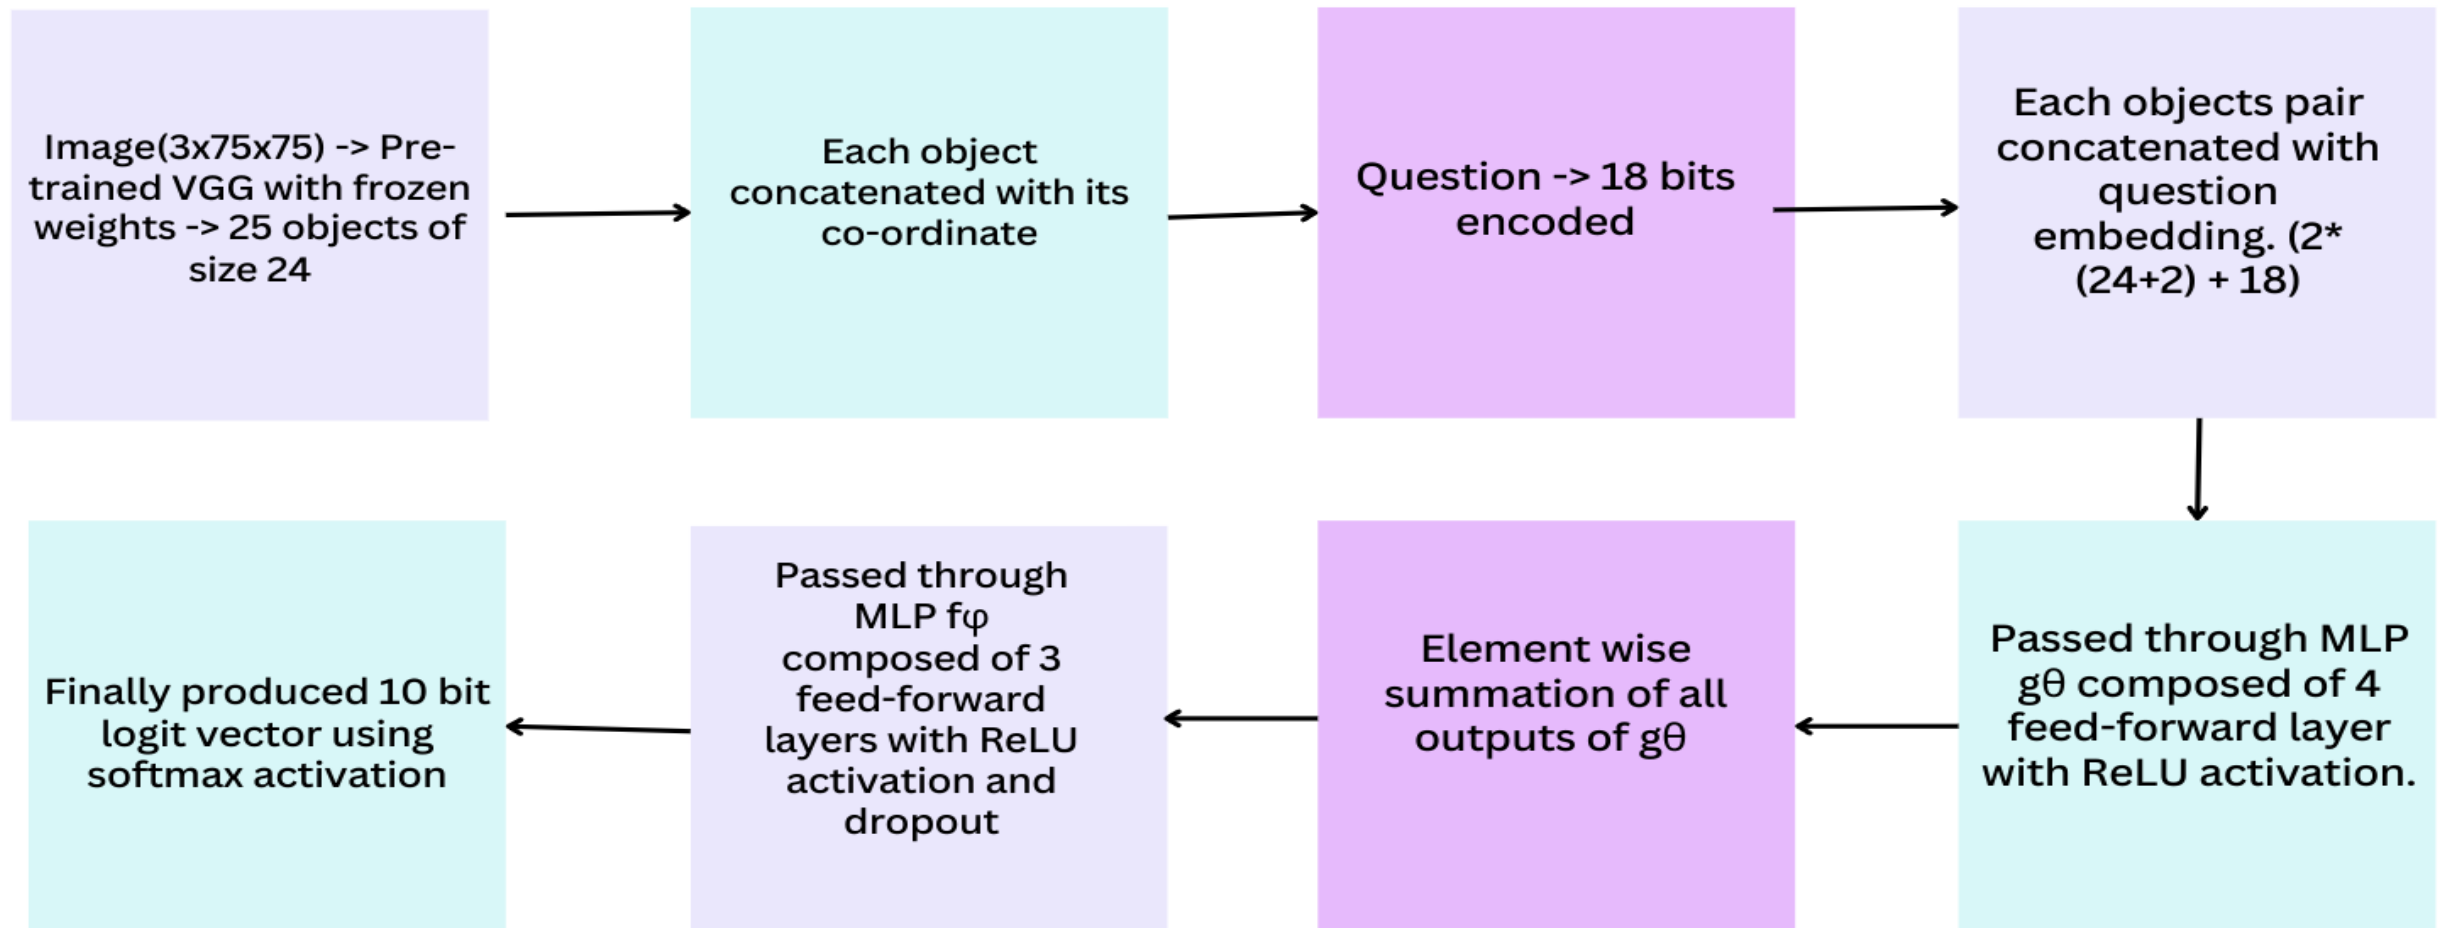 Image(3x75x75) -> Pre-
trained VGG with frozen
weights -> 25 objects of
size 24
Each object
concatenated with its
co-ordinate
Question -> 18 bits
encoded
Each objects pair
concatenated with
question
embedding. (2*
(24+2) + 18)
Passed through MLP
gθ composed of 4
feed-forward layer
with ReLU activation.
Element wise
summation of all
outputs of gθ
Passed through
MLP fφ
composed of 3
feed-forward
layers with ReLU
activation and
dropout
Finally produced 10 bit
logit vector using
softmax activation